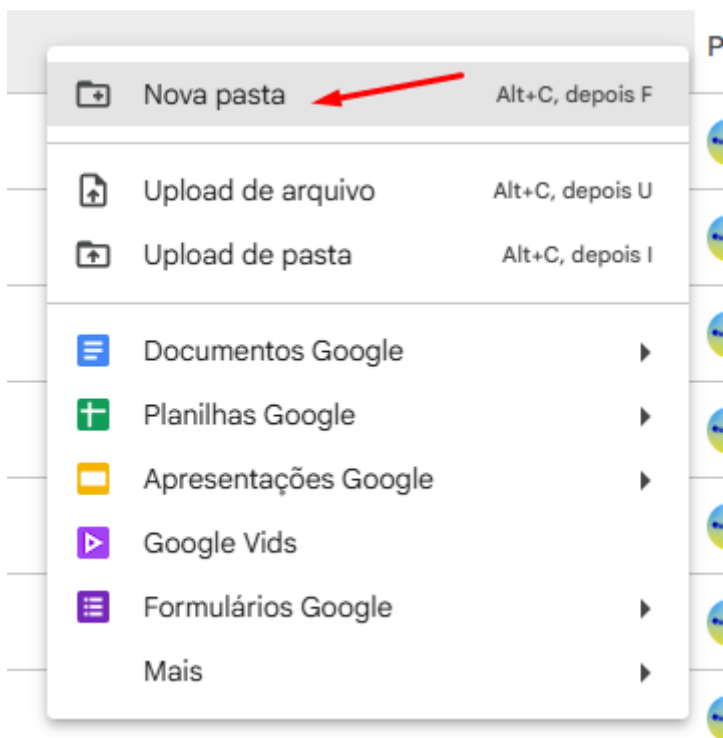 P
Nova pasta Alt+C, depois F
Upload de arquivo Alt+C, depois U
Upload de pasta Alt+C, depois I
Documentos Google
Planilhas Google
Apresentações Google
Google Vids
Formulários Google
Mais